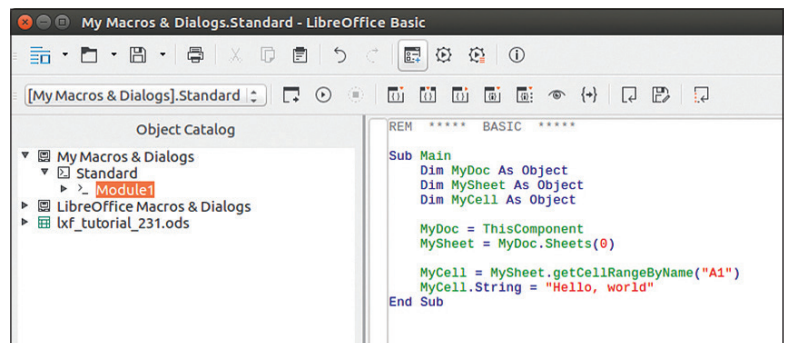 My Macros & Dialogs.Standard - LibreOffice Basic
[My Macros & Dialogs].Standard
Object Catalog
My Macros & Dialogs
Standard
Module1
LibreOffice Macros & Dialogs
lxf_tutorial_231.ods
REM ***** BASIC *****
Sub Main
Dim MyDoc As Object
Dim MySheet As Object
Dim MyCell As Object
MyDoc = ThisComponent
MySheet = MyDoc.Sheets(0)
MyCell = MySheet.getCellRangeByName("A1")
MyCell.String = "Hello, world"
End Sub